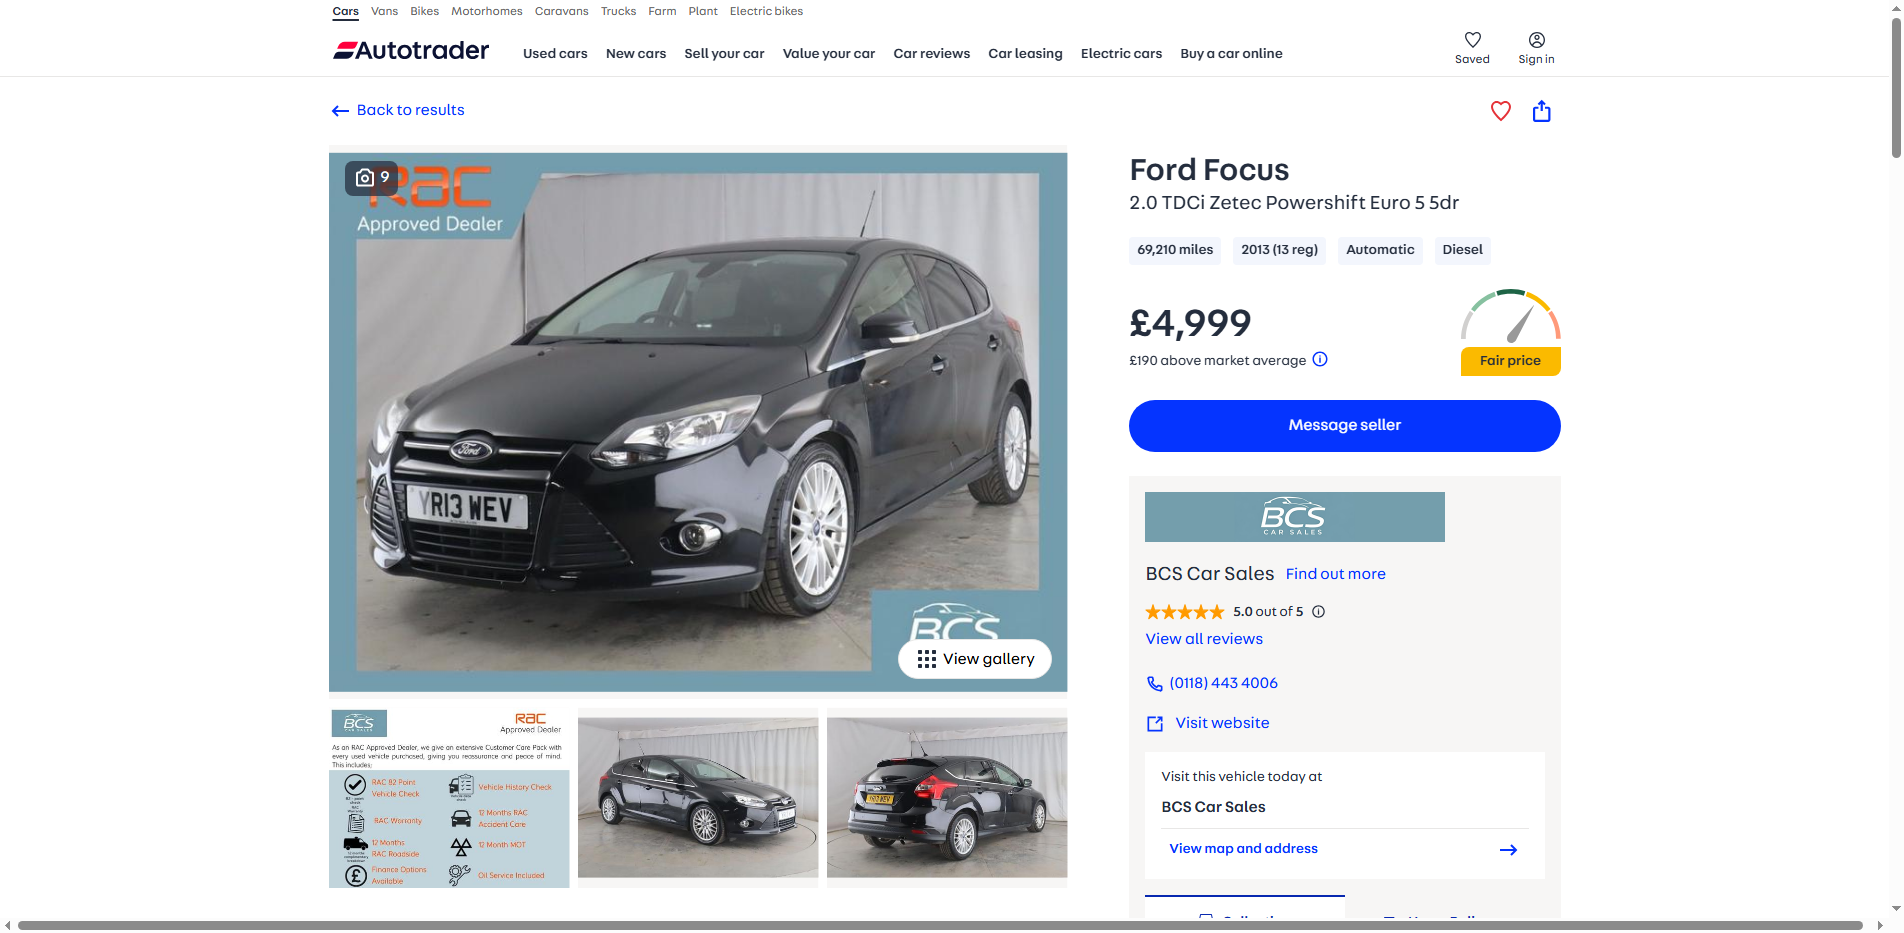 Cars Vans Bikes Motorhomes Caravans Trucks Farm Plant Electric bikes
Autotrader
Used cars New cars Sell your car Value your car Car reviews Car leasing Electric cars Buy a car online
Saved Sign in
Back to results
9
RAC
Approved Dealer
Ford
YR13 WEV
BCS
View gallery
Ford Focus
2.0 TDCi Zetec Powershift Euro 5 5dr
69,210 miles 2013 (13 reg) Automatic Diesel
£4,999
£190 above market average
Fair price
Message seller
BCS
CAR SALES
BCS Car Sales Find out more
5.0 out of 5
View all reviews
(0118) 443 4006
Visit website
Visit this vehicle today at
BCS Car Sales
View map and address
BCS
CAR SALES
RAC
Approved Dealer
As an RAC Approved Dealer, we give an extensive Customer Care Pack with
every used vehicle purchased, giving you reassurance and peace of mind.
This includes;
RAC 82 Point
Vehicle Check
Vehicle History Check
RAC Warranty
12 Months RAC
Accident Care
12 Months
RAC Roadside
12 Month MOT
Finance Options
Available
Oil Service Included
YR13 WEV